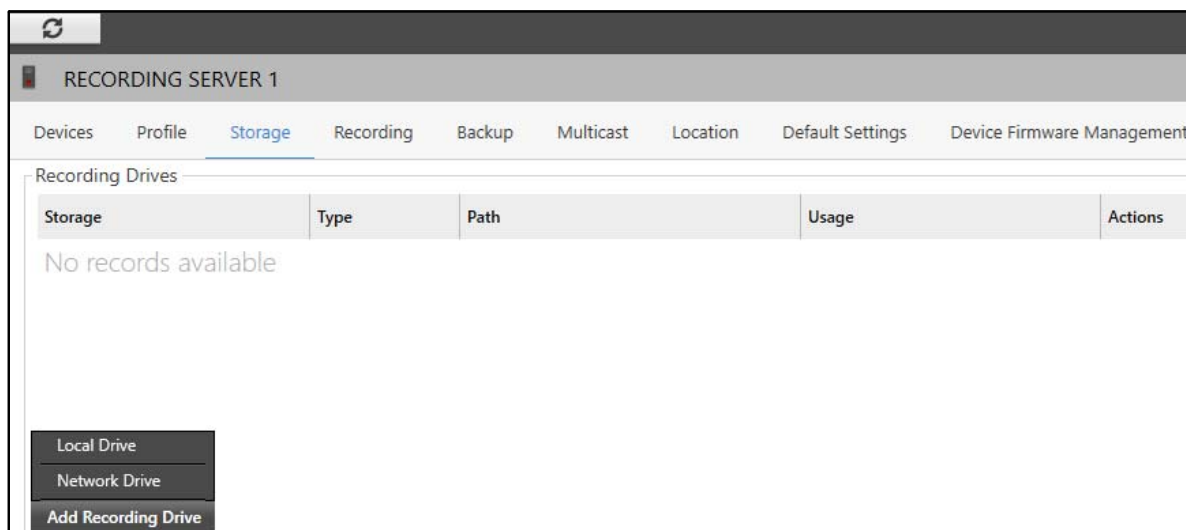 RECORDING SERVER 1
Devices Profile Storage Recording Backup Multicast Location Default Settings Device Firmware Management
Recording Drives
Storage Type Path Usage Actions
No records available
Local Drive
Network Drive
Add Recording Drive